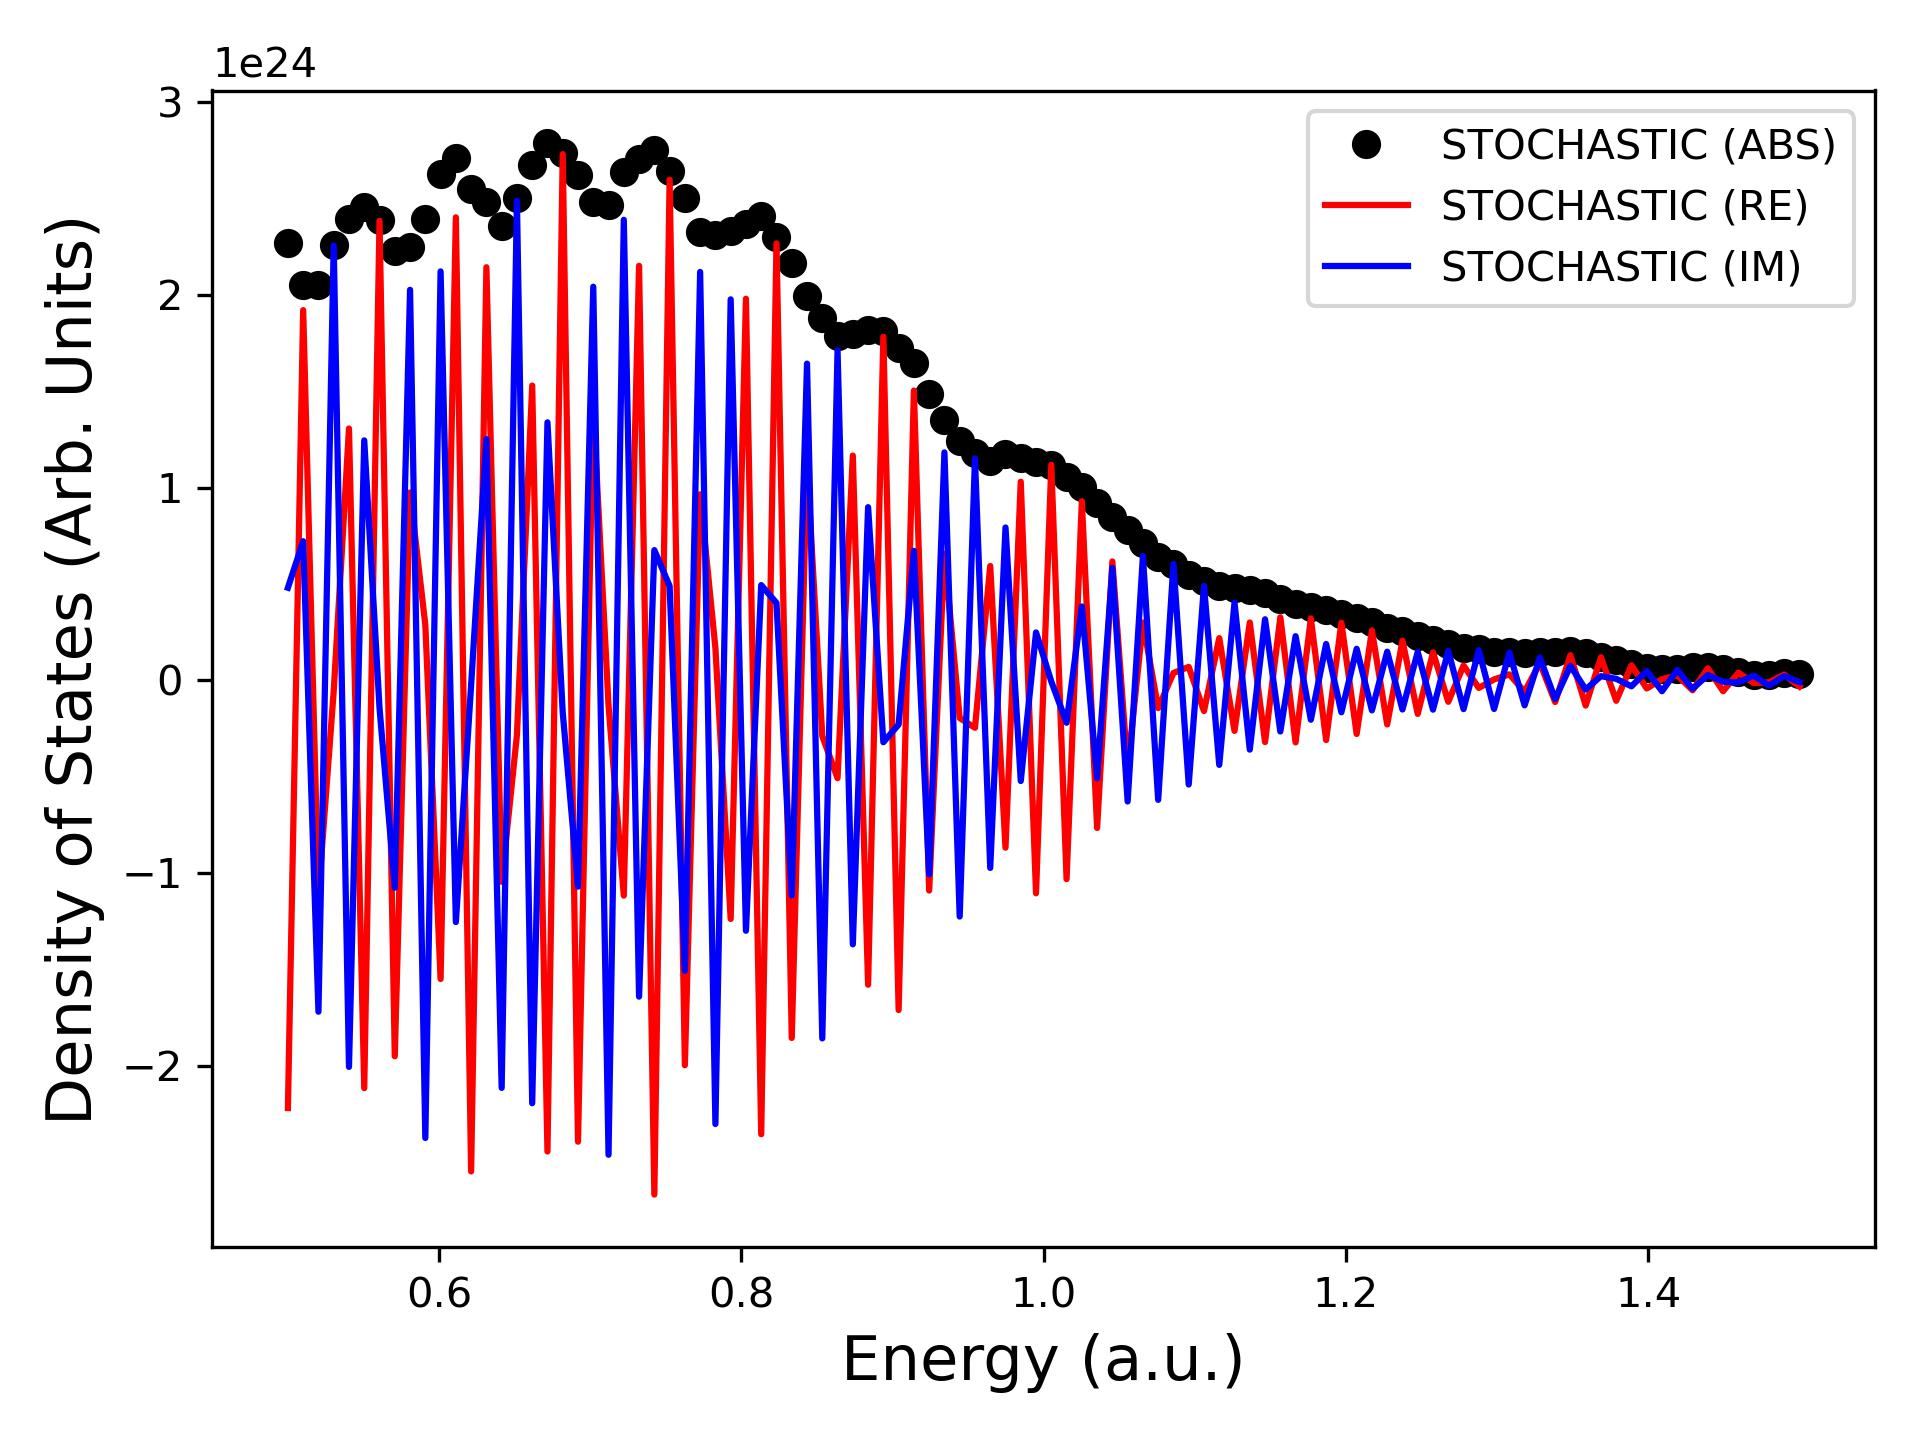 1e24
3
2
1
0
−1
−2
Density of States (Arb. Units)
STOCHASTIC (ABS)
STOCHASTIC (RE)
STOCHASTIC (IM)
0.6 0.8 1.0 1.2 1.4
Energy (a.u.)